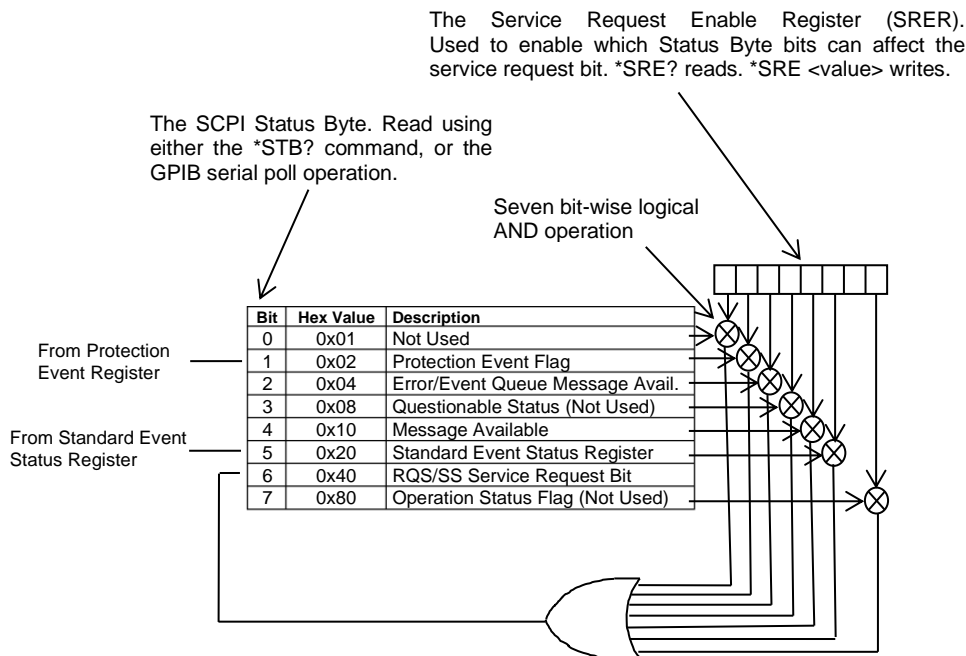 The Service Request Enable Register (SRER).
Used to enable which Status Byte bits can affect the
service request bit. *SRE? reads. *SRE <value> writes.
The SCPI Status Byte. Read using
either the *STB? command, or the
GPIB serial poll operation.
Seven bit-wise logical
AND operation
Bit Hex Value Description
0 0x01 Not Used
1 0x02 Protection Event Flag
2 0x04 Error/Event Queue Message Avail.
3 0x08 Questionable Status (Not Used)
4 0x10 Message Available
5 0x20 Standard Event Status Register
6 0x40 RQS/SS Service Request Bit
7 0x80 Operation Status Flag (Not Used)
From Protection
Event Register
From Standard Event
Status Register